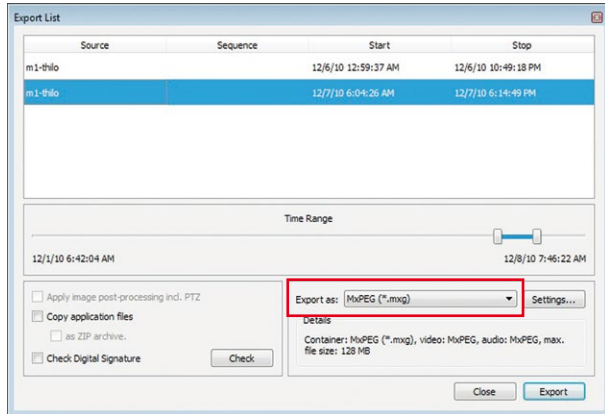 Export List
Source Sequence Start Stop
m1-thilo 12/6/10 12:59:37 AM 12/6/10 10:49:18 PM
m1-thilo 12/7/10 6:04:26 AM 12/7/10 6:14:49 PM
Time Range
12/1/10 6:42:04 AM 12/8/10 7:46:22 AM
Apply image post-processing incl. PTZ
Copy application files
as ZIP archive.
Check Digital Signature Check
Export as: MxPEG (*.mxg) Settings...
Details
Container: MxPEG (*.mxg), video: MxPEG, audio: MxPEG, max.
file size: 128 MB
Close Export